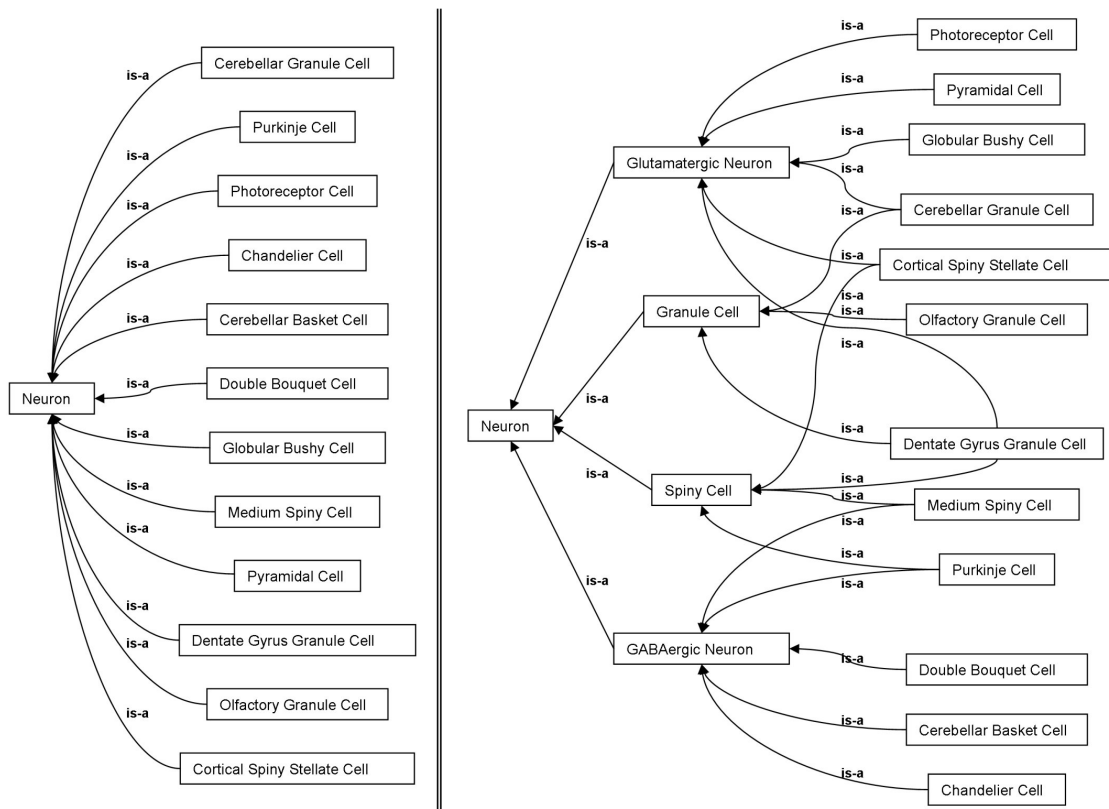 is-a
Cerebellar Granule Cell
is-a
Purkinje Cell
is-a
Photoreceptor Cell
is-a
Chandelier Cell
is-a
Cerebellar Basket Cell
is-a
Double Bouquet Cell
Neuron
is-a
Globular Bushy Cell
is-a
Medium Spiny Cell
is-a
Pyramidal Cell
is-a
Dentate Gyrus Granule Cell
is-a
Olfactory Granule Cell
is-a
Cortical Spiny Stellate Cell
is-a
Photoreceptor Cell
is-a
Pyramidal Cell
is-a
Globular Bushy Cell
Glutamatergic Neuron
is-a
Cerebellar Granule Cell
is-a
is-a
is-a
Cortical Spiny Stellate Cell
is-a
Granule Cell
is-a
Olfactory Granule Cell
is-a
is-a
Neuron
is-a
Dentate Gyrus Granule Cell
is-a
is-a
Spiny Cell
is-a
Medium Spiny Cell
is-a
is-a
Purkinje Cell
is-a
is-a
GABAergic Neuron
is-a
Double Bouquet Cell
is-a
Cerebellar Basket Cell
is-a
Chandelier Cell